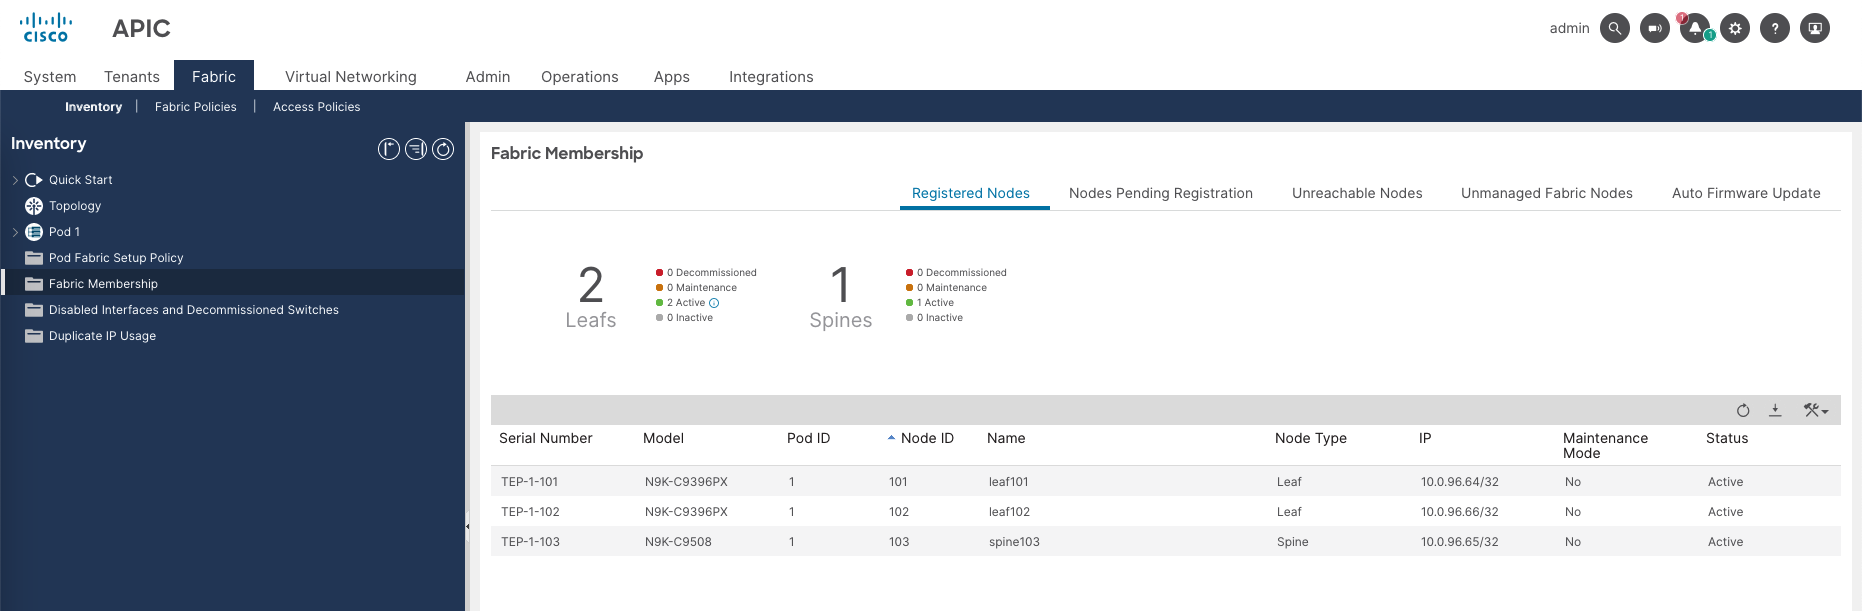 cisco APIC admin 1 1
System Tenants Fabric Virtual Networking Admin Operations Apps Integrations
Inventory | Fabric Policies | Access Policies
Inventory
Quick Start
Topology
Pod 1
Pod Fabric Setup Policy
Fabric Membership
Disabled Interfaces and Decommissioned Switches
Duplicate IP Usage
Fabric Membership
Registered Nodes Nodes Pending Registration Unreachable Nodes Unmanaged Fabric Nodes Auto Firmware Update
2
Leafs
0 Decommissioned
0 Maintenance
2 Active
0 Inactive
1
Spines
0 Decommissioned
0 Maintenance
1 Active
0 Inactive
Serial Number Model Pod ID Node ID Name Node Type IP Maintenance Mode Status
TEP-1-101 N9K-C9396PX 1 101 leaf101 Leaf 10.0.96.64/32 No Active
TEP-1-102 N9K-C9396PX 1 102 leaf102 Leaf 10.0.96.66/32 No Active
TEP-1-103 N9K-C9508 1 103 spine103 Spine 10.0.96.65/32 No Active